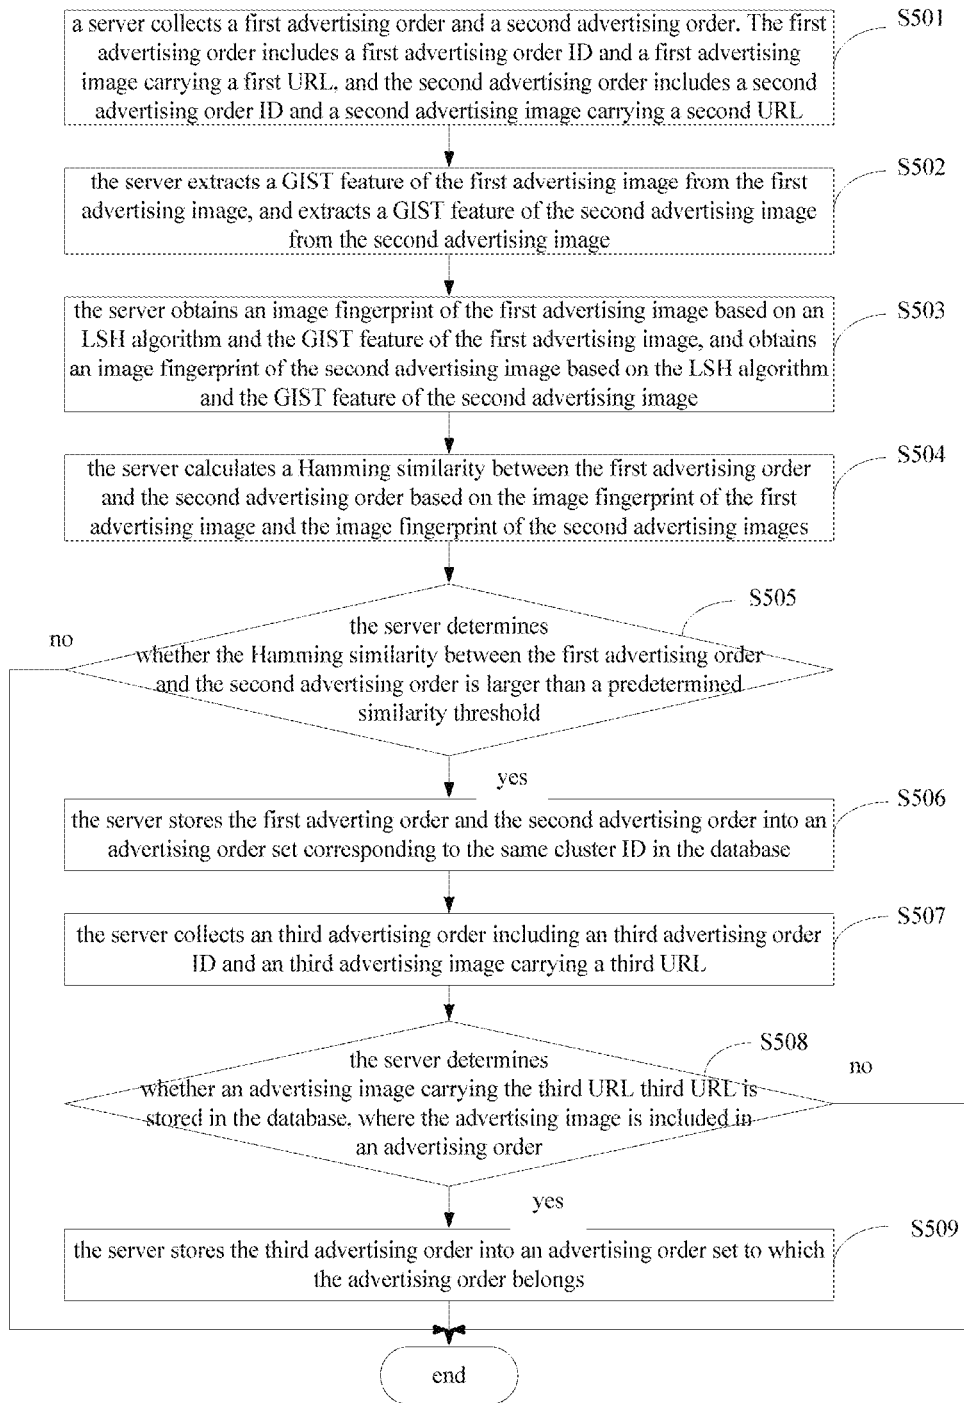 a server collects a first advertising order and a second advertising order. The first
advertising order includes a first advertising order ID and a first advertising
image carrying a first URL, and the second advertising order includes a second
advertising order ID and a second advertising image carrying a second URL
S501
the server extracts a GIST feature of the first advertising image from the first
advertising image, and extracts a GIST feature of the second advertising image
from the second advertising image
S502
the server obtains an image fingerprint of the first advertising image based on an
LSH algorithm and the GIST feature of the first advertising image, and obtains
an image fingerprint of the second advertising image based on the LSH algorithm
and the GIST feature of the second advertising image
S503
the server calculates a Hamming similarity between the first advertising order
and the second advertising order based on the image fingerprint of the first
advertising image and the image fingerprint of the second advertising images
S504
the server determines
whether the Hamming similarity between the first advertising order
and the second advertising order is larger than a predetermined
similarity threshold
S505
no
yes
the server stores the first adverting order and the second advertising order into an
advertising order set corresponding to the same cluster ID in the database
S506
the server collects an third advertising order including an third advertising order
ID and an third advertising image carrying a third URL
S507
the server determines
whether an advertising image carrying the third URL third URL is
stored in the database, where the advertising image is included in
an advertising order
S508
no
yes
the server stores the third advertising order into an advertising order set to which
the advertising order belongs
S509
end